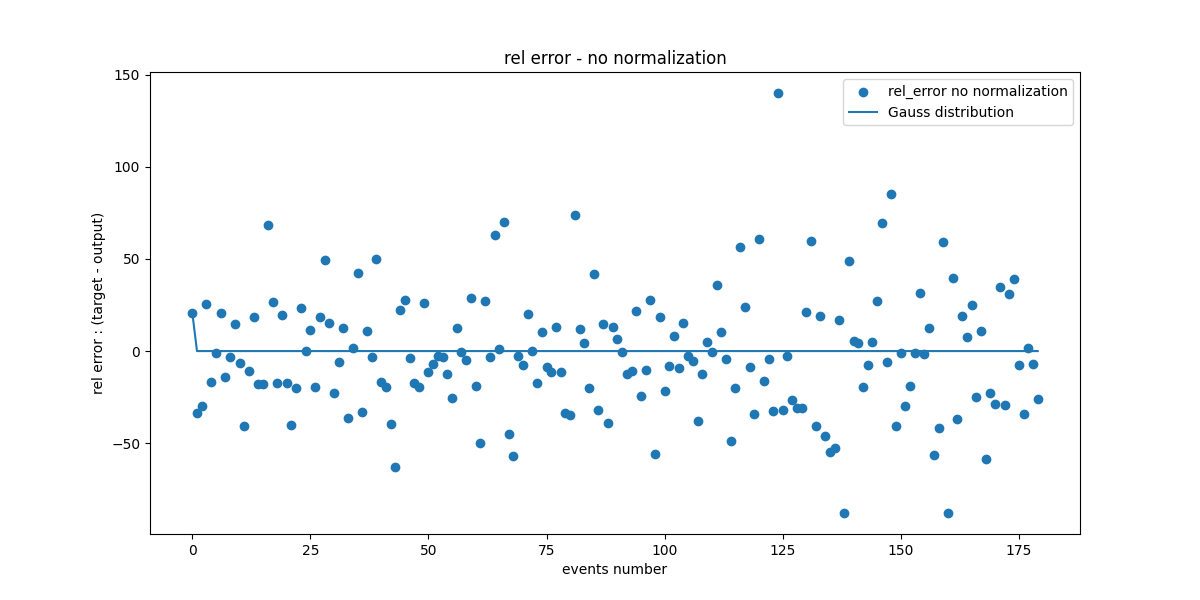 rel error - no normalization
rel_error no normalization
Gauss distribution
150
100
50
0
−50
rel error : (target - output)
0
25
50
75
100
125
150
175
events number